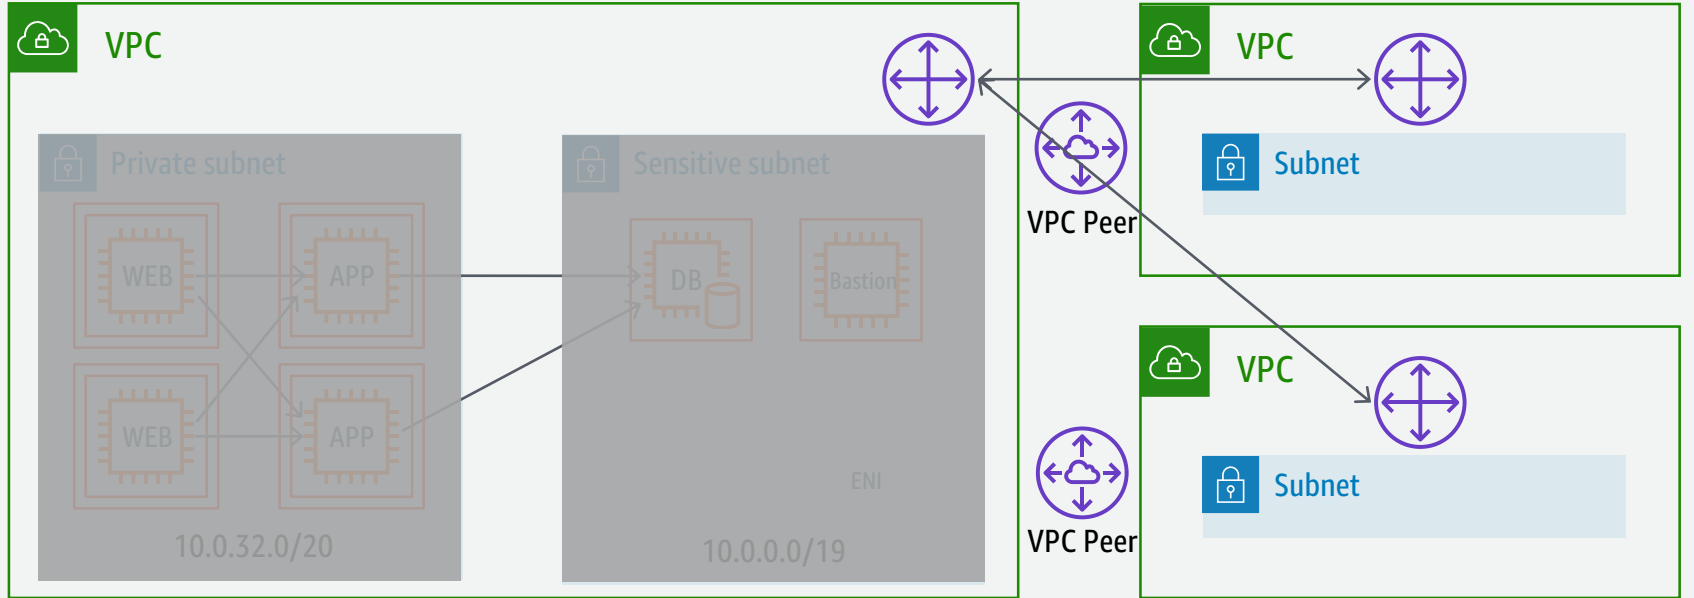 VPC
Private subnet
WEB
APP
WEB
APP
10.0.32.0/20
Sensitive subnet
DB
Bastion
ENI
10.0.0.0/19
VPC Peer
VPC Peer
VPC
Subnet
VPC
Subnet